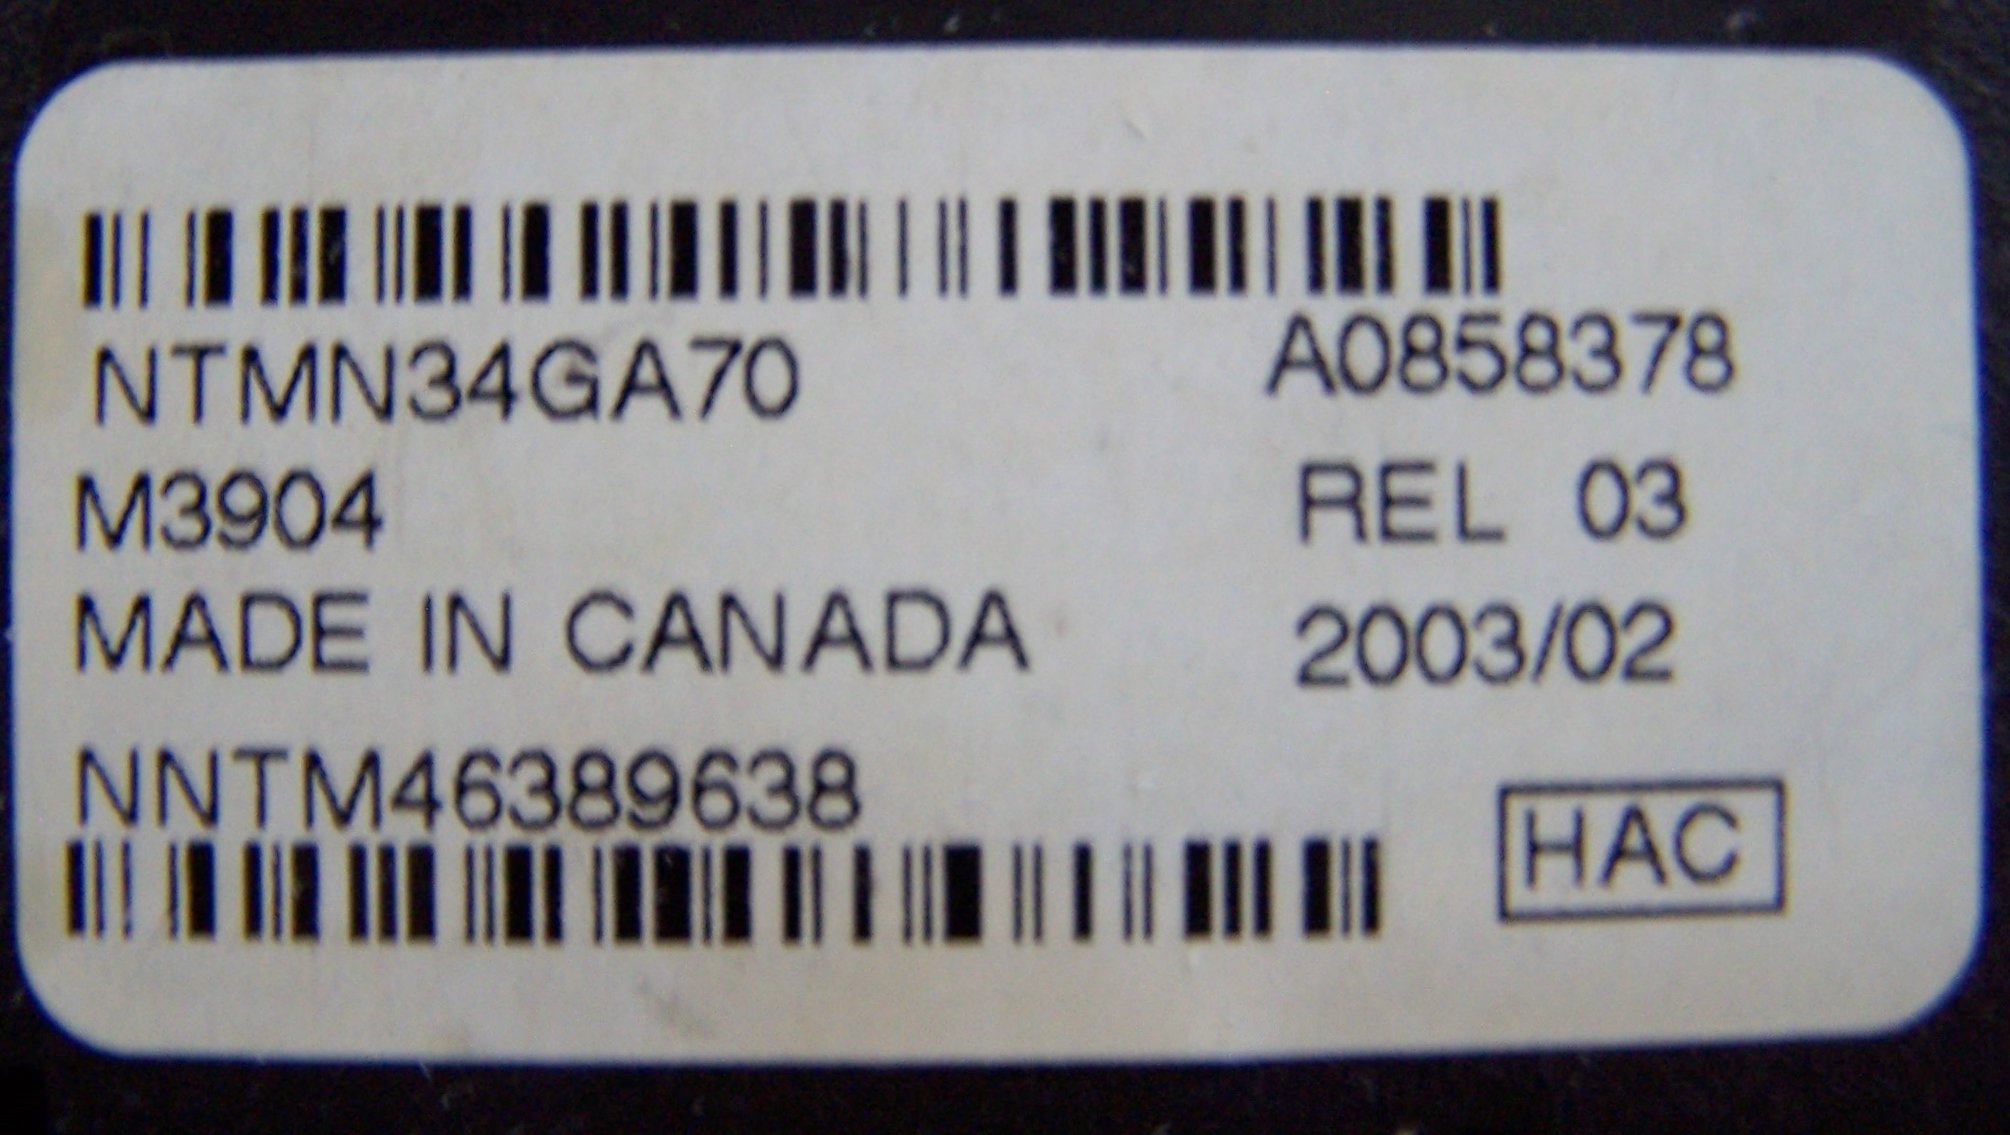 NTMN34GA70 A0858378
M3904 REL 03
MADE IN CANADA 2003/02
NNTM46389638
HAC